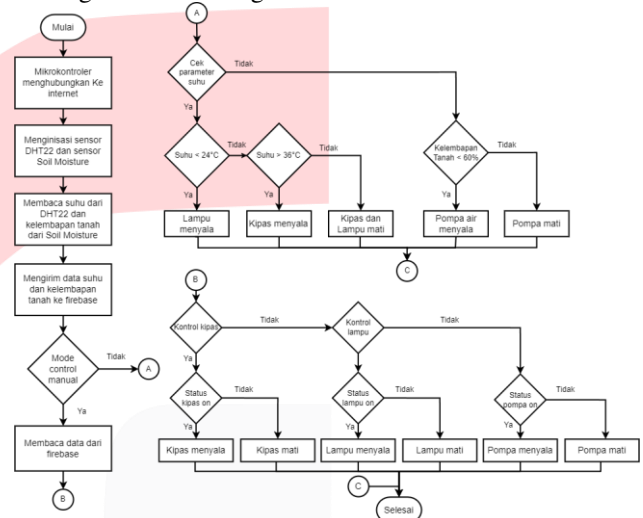 Mulai
Mikrokontroler
menghubungkan Ke
internet
Menginisasi sensor
DHT22 dan sensor
Soil Moisture
Membaca suhu dari
DHT22 dan
kelembapan tanah
dari Soil Moisture
Mengirim data suhu
dan kelembapan
tanah ke firebase
Mode
control
manual
Tidak
A
Ya
Membaca data dari
firebase
B
A
Cek
parameter
suhu
Tidak
Ya
Suhu < 24°C
Tidak
Suhu > 36°C
Tidak
Kelembapan
Tanah < 60%
Tidak
Ya
Ya
Ya
Lampu
menyala
Kipas menyala
Kipas dan
Lampu mati
Pompa air
menyala
Pompa mati
C
B
Kontrol kipas
Tidak
Kontrol
lampu
Tidak
Ya
Ya
Status
kipas on
Tidak
Status
lampu on
Tidak
Status
pompa on
Tidak
Ya
Ya
Ya
Kipas menyala
Kipas mati
Lampu menyala
Lampu mati
Pompa menyala
Pompa mati
C
Selesai